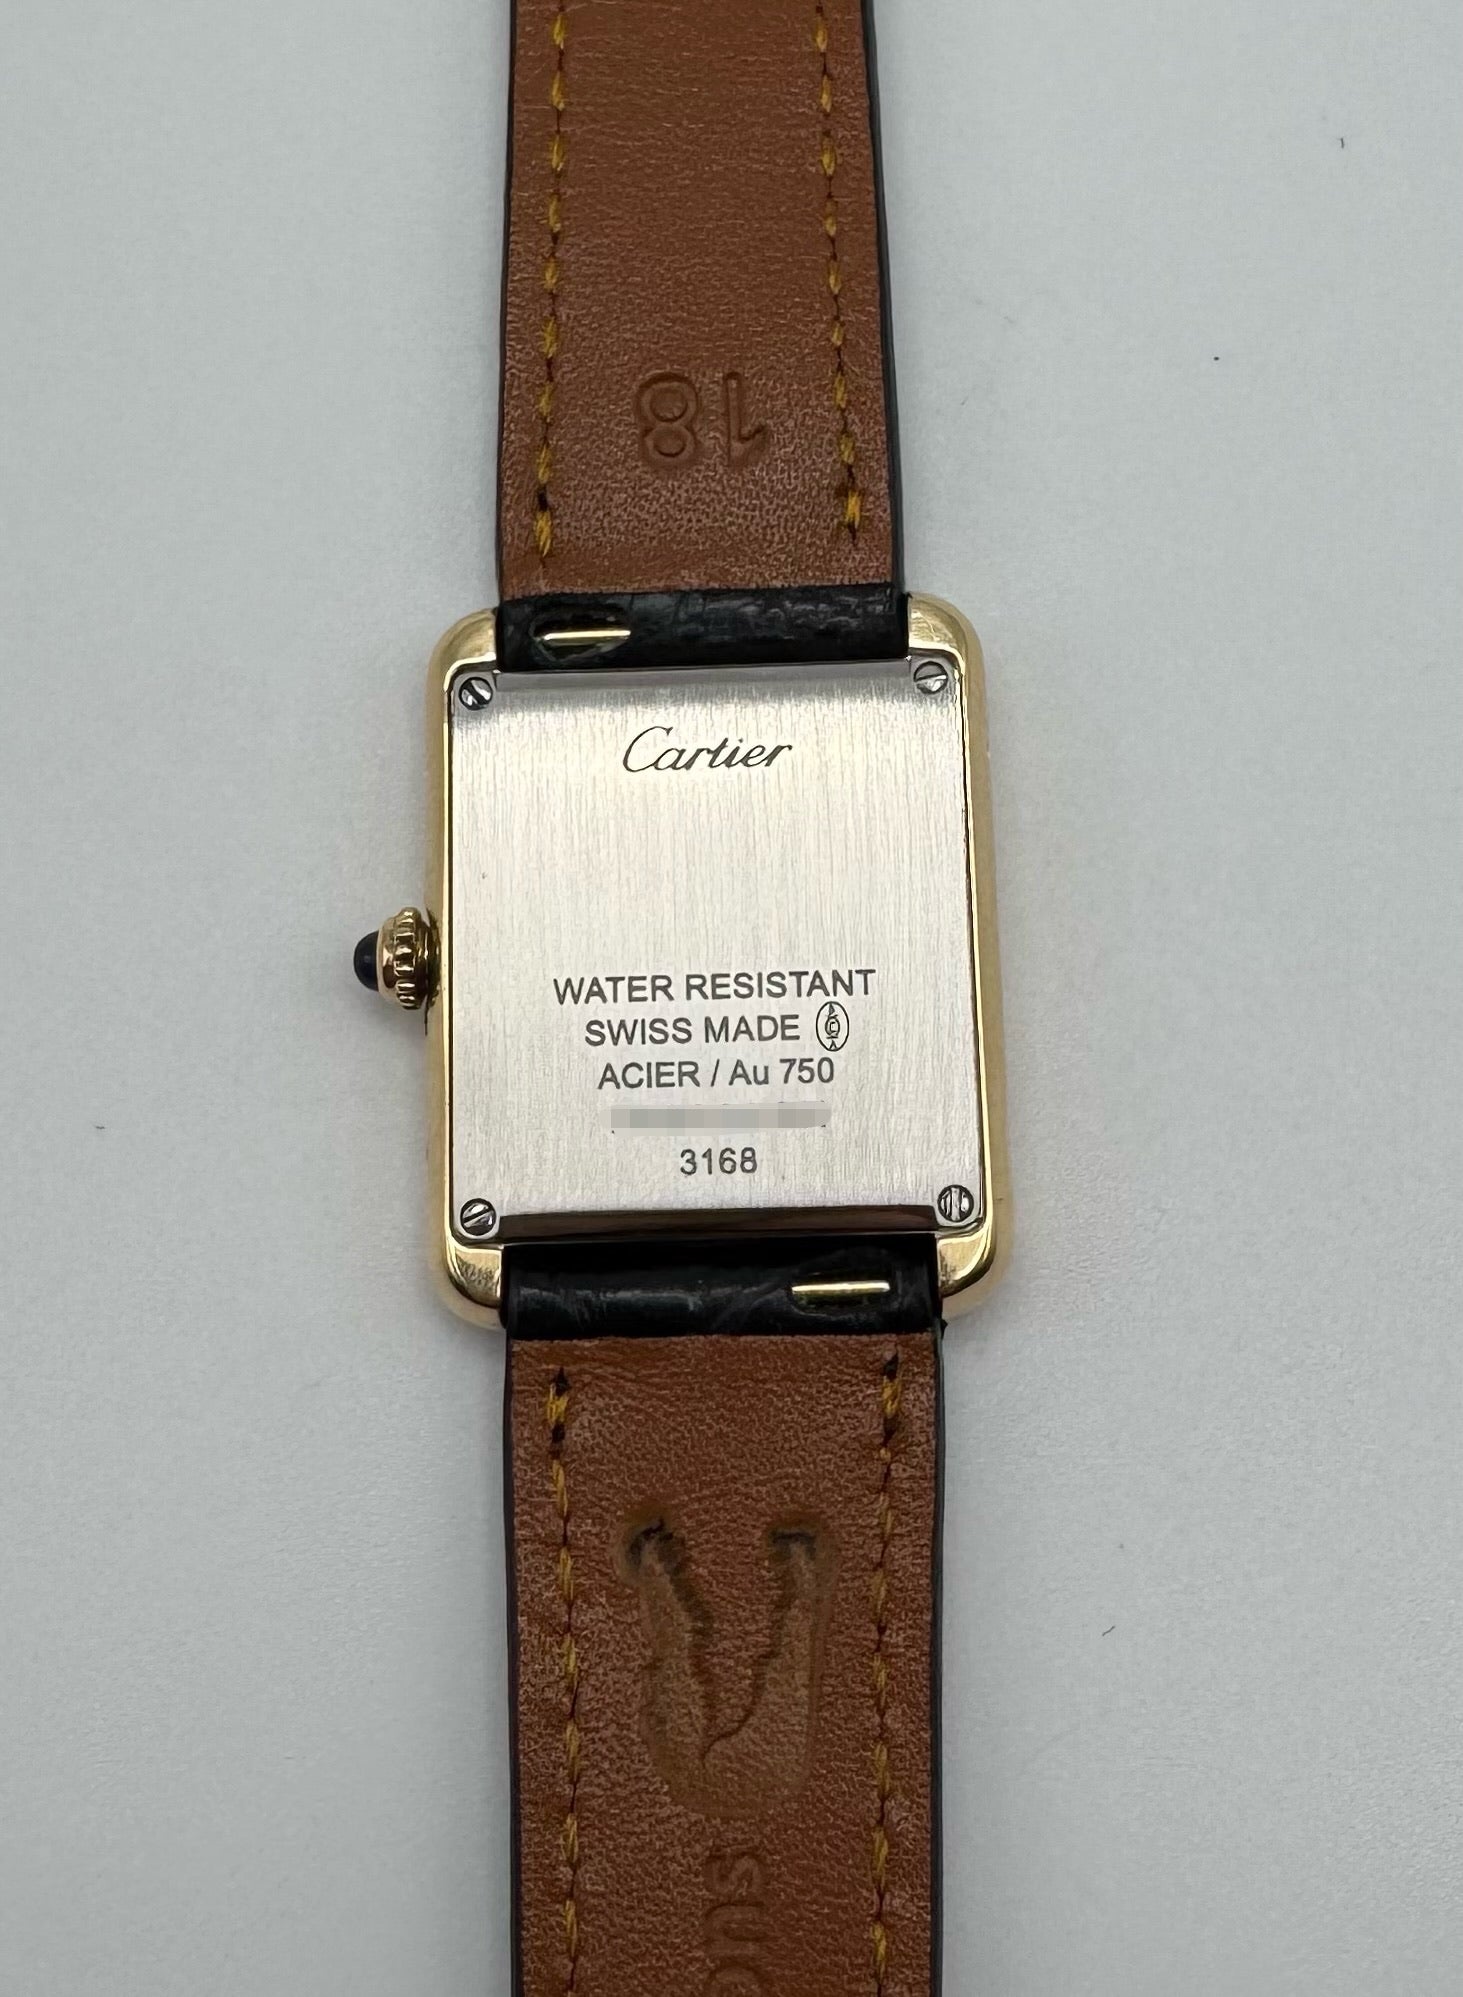 18
Cartier
WATER RESISTANT
SWISS MADE
ACIER / Au 750
3168